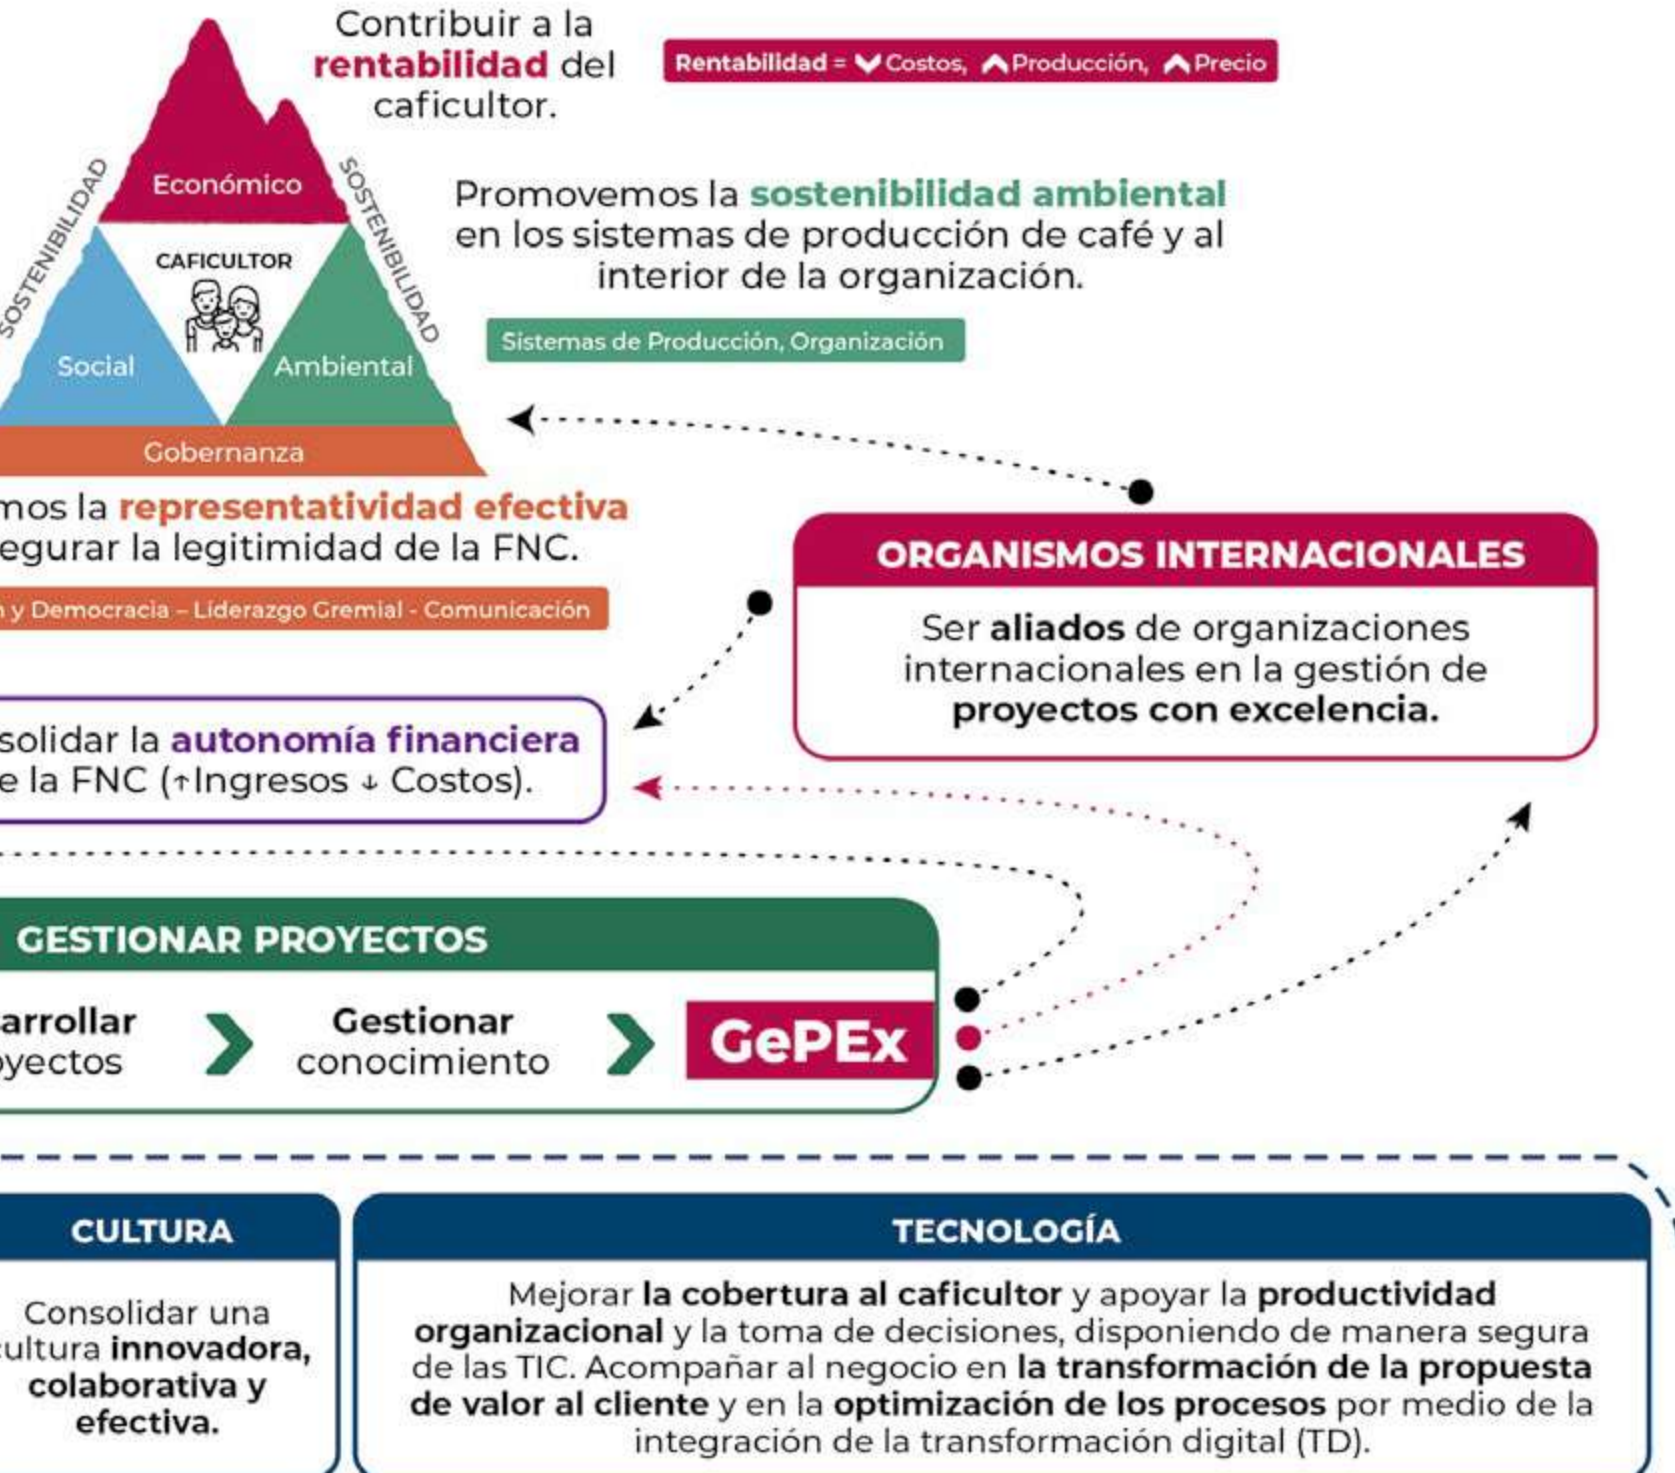 Contribuir a la
rentabilidad del
caficultor.
Rentabilidad = Costos, Producción, Precio
SOSTENIBILIDAD
SOSTENIBILIDAD
Económico
CAFICULTOR
Social
Ambiental
Gobernanza
Promovemos la sostenibilidad ambiental
en los sistemas de producción de café y al
interior de la organización.
Sistemas de Producción, Organización
mos la representatividad efectiva
egurar la legitimidad de la FNC.
n y Democracia – Liderazgo Gremial - Comunicación
ORGANISMOS INTERNACIONALES
Ser aliados de organizaciones
internacionales en la gestión de
proyectos con excelencia.
solidar la autonomía financiera
e la FNC (↑Ingresos ↓ Costos).
GESTIONAR PROYECTOS
arrollar
oyectos
Gestionar
conocimiento
GePEx
CULTURA
Consolidar una
cultura innovadora,
colaborativa y
efectiva.
TECNOLOGÍA
Mejorar la cobertura al caficultor y apoyar la productividad
organizacional y la toma de decisiones, disponiendo de manera segura
de las TIC. Acompañar al negocio en la transformación de la propuesta
de valor al cliente y en la optimización de los procesos por medio de la
integración de la transformación digital (TD).